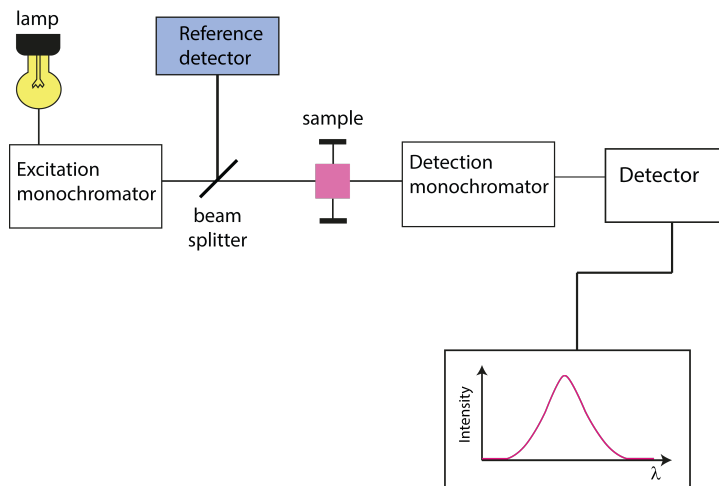 lamp
Reference
detector
sample
Excitation
monochromator
beam
splitter
Detection
monochromator
Detector
Intensity
λ